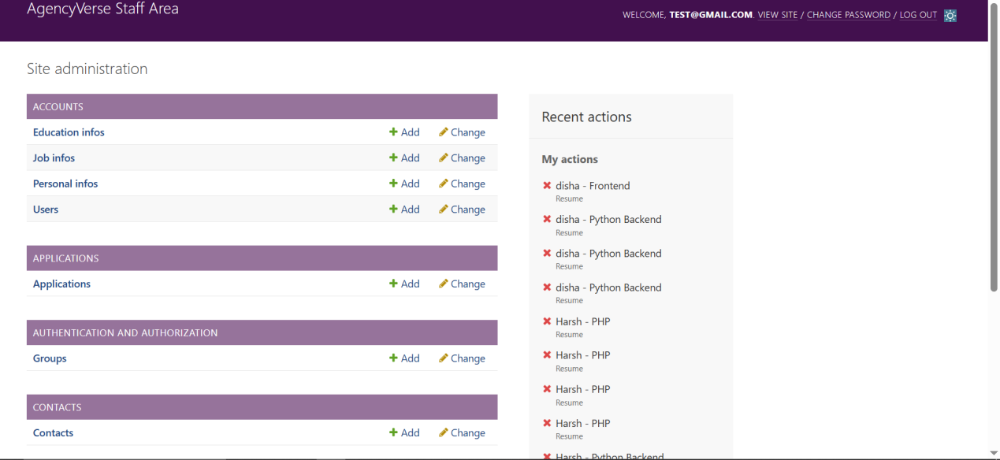 AgencyVerse Staff Area
WELCOME, TEST@GMAIL.COM. VIEW SITE / CHANGE PASSWORD / LOG OUT
Site administration
ACCOUNTS
Education infos Add Change
Job infos Add Change
Personal infos Add Change
Users Add Change
APPLICATIONS
Applications Add Change
AUTHENTICATION AND AUTHORIZATION
Groups Add Change
CONTACTS
Contacts Add Change
Recent actions
My actions
disha - Frontend
Resume
disha - Python Backend
Resume
disha - Python Backend
Resume
disha - Python Backend
Resume
Harsh - PHP
Resume
Harsh - PHP
Resume
Harsh - PHP
Resume
Harsh - PHP
Resume
Harsh - Python Backend